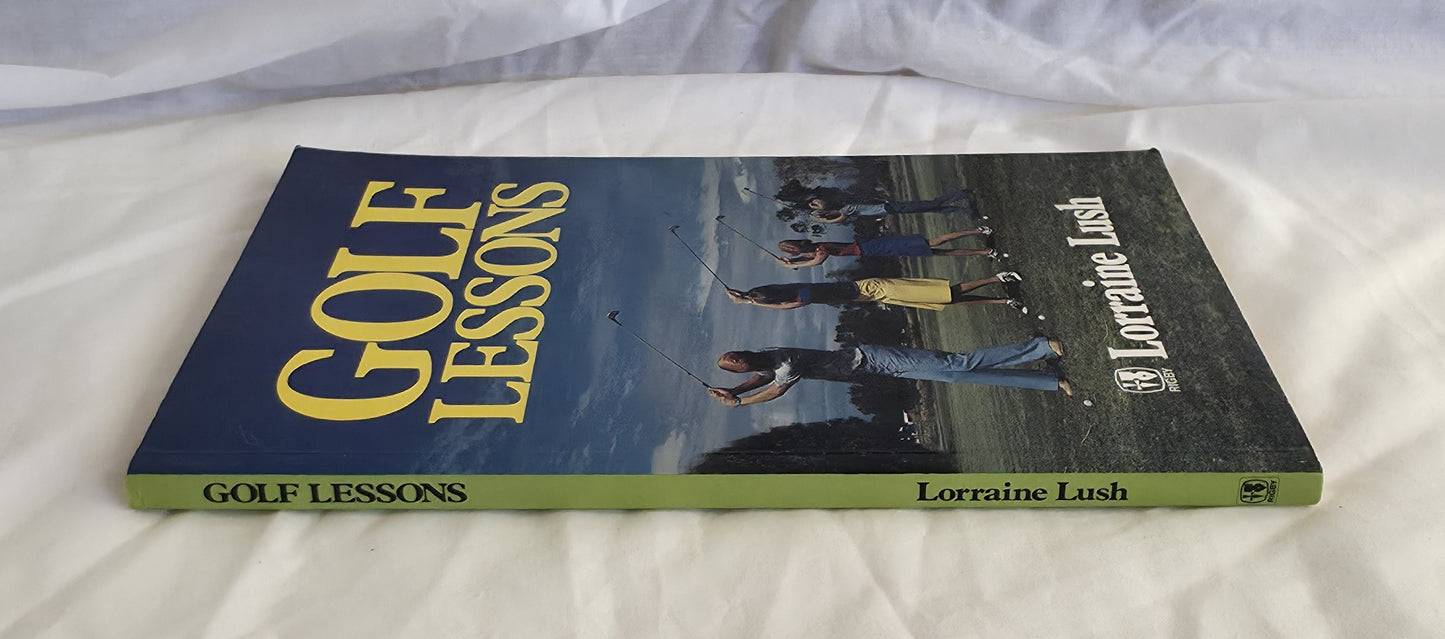 GOLF
LESSONS
Lorraine Lush
RIGBY
GOLF LESSONS
Lorraine Lush
RIGBY